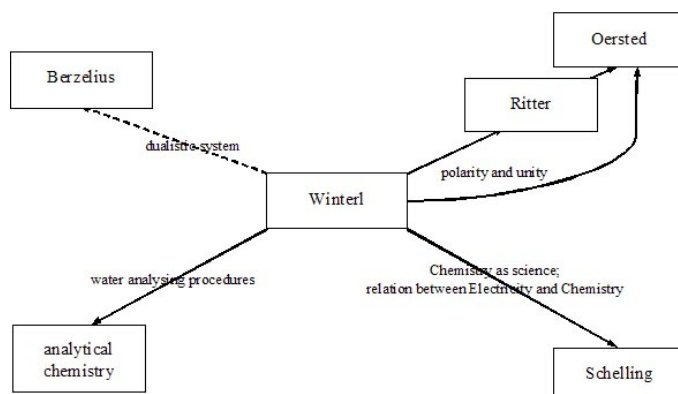 Oersted
Berzelius
Ritter
dualistic system
polarity and unity
Winterl
Chemistry as science;
water analysing procedures
relation between Electricity and Chemistry
analytical
chemistry
Schelling